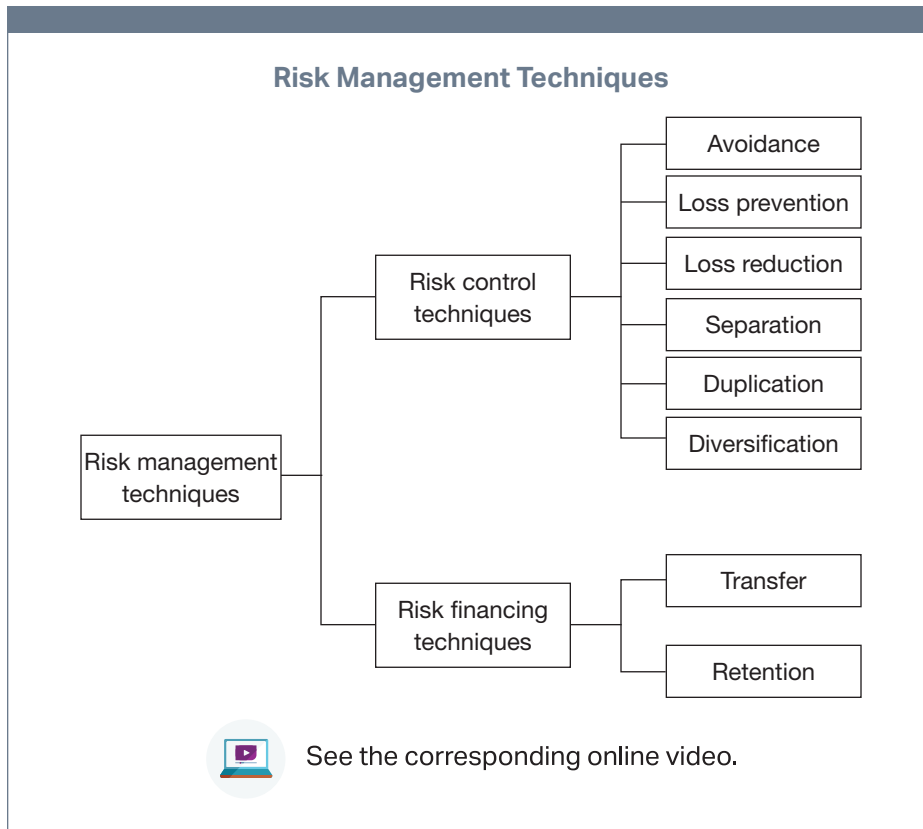 Risk Management Techniques
Avoidance
Loss prevention
Loss reduction
Risk control
techniques
Separation
Duplication
Diversification
Risk management
techniques
Transfer
Risk financing
techniques
Retention
See the corresponding online video.